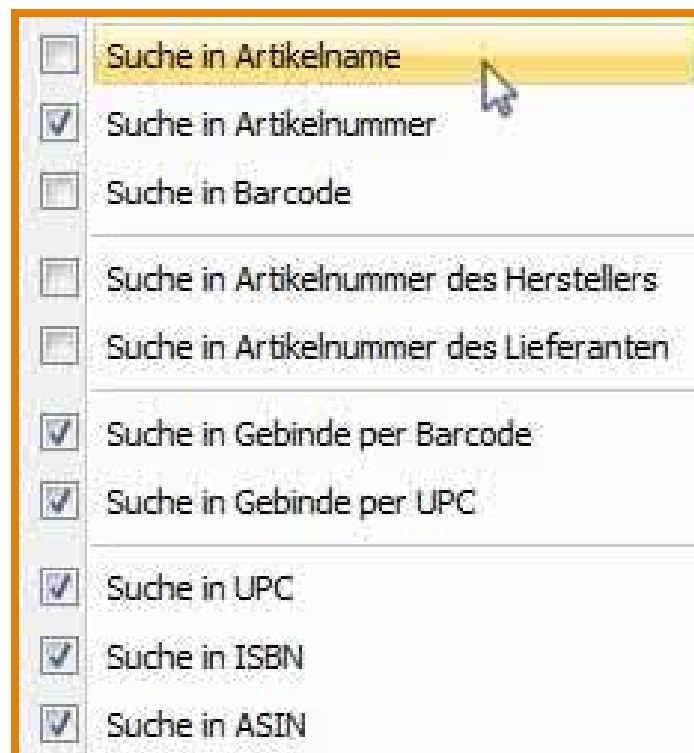 Suche in Artikelname
Suche in Artikelnummer
Suche in Barcode
Suche in Artikelnummer des Herstellers
Suche in Artikelnummer des Lieferanten
Suche in Gebinde per Barcode
Suche in Gebinde per UPC
Suche in UPC
Suche in ISBN
Suche in ASIN